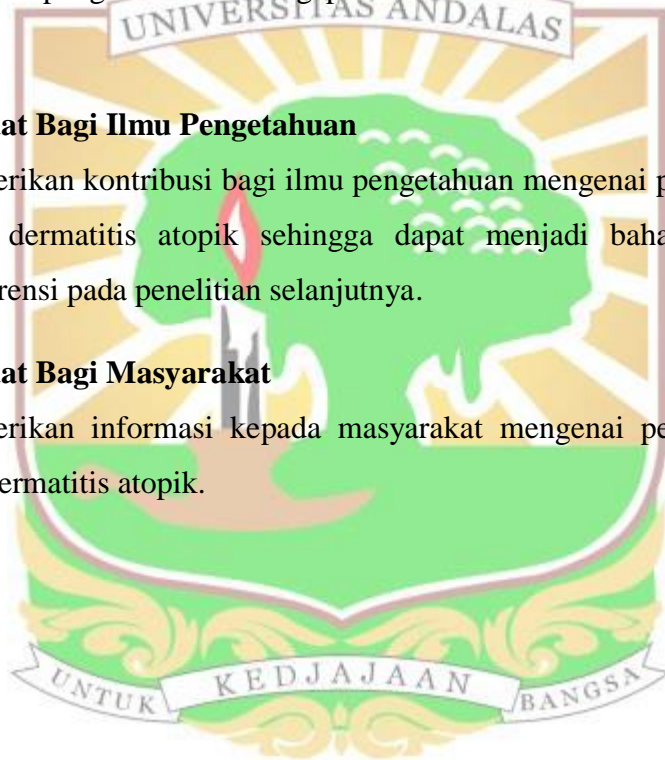 UNIVERSITAS ANDALAS
at Bagi Ilmu Pengetahuan
erikan kontribusi bagi ilmu pengetahuan mengenai p
dermatitis atopik sehingga dapat menjadi baha
rensi pada penelitian selanjutnya.
at Bagi Masyarakat
erikan informasi kepada masyarakat mengenai pe
ermatitis atopik.
UNTUK KEDJAJAAN BANGSA